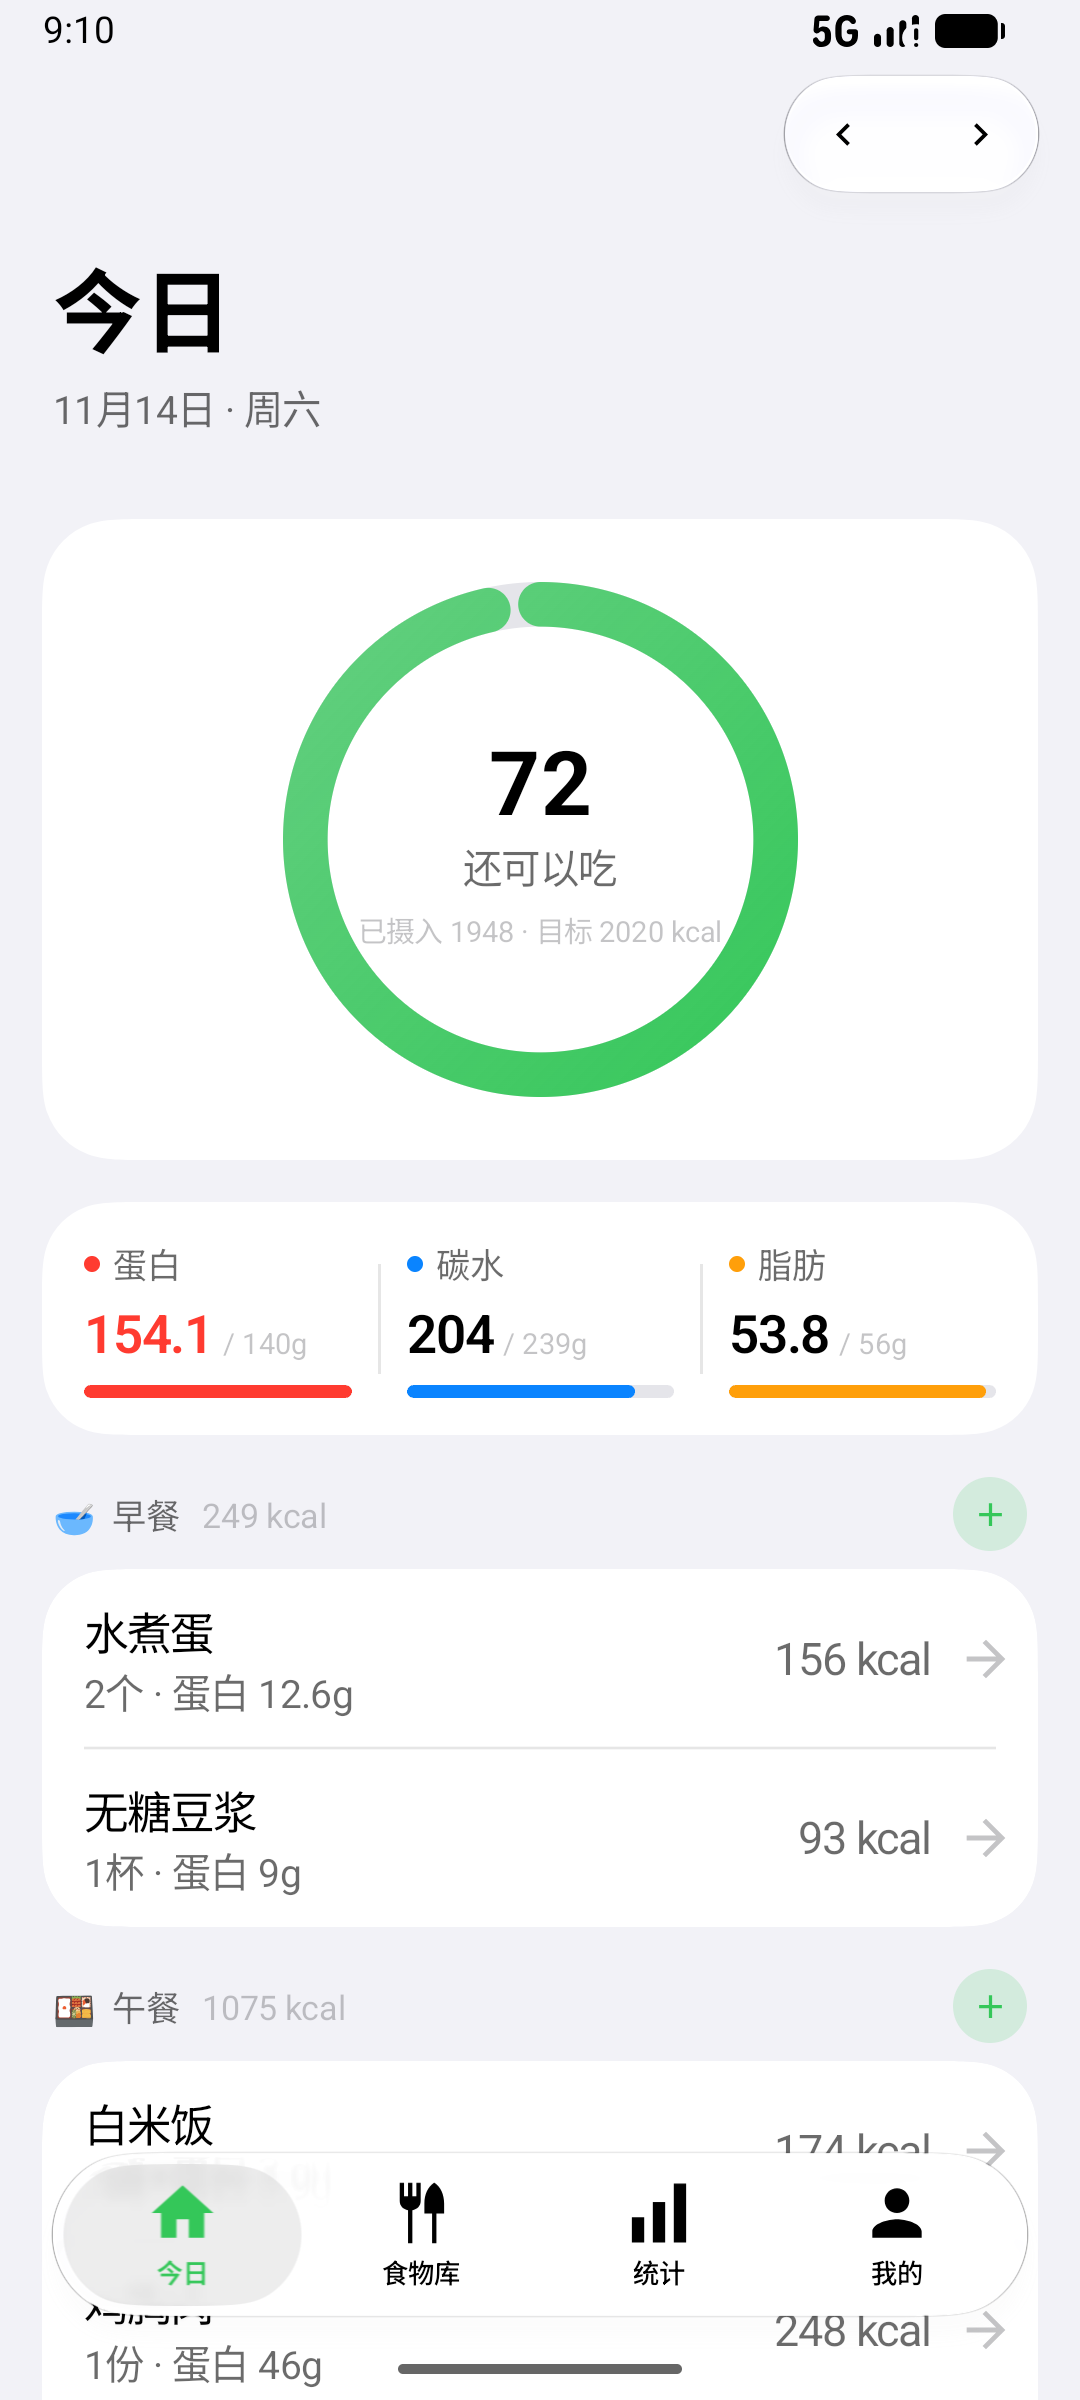 9:10
5G
今日
11月14日 · 周六
72
还可以吃
已摄入 1948 · 目标 2020 kcal
蛋白
154.1 / 140g
碳水
204 / 239g
脂肪
53.8 / 56g
早餐 249 kcal
水煮蛋
2个 · 蛋白 12.6g
156 kcal
无糖豆浆
1杯 · 蛋白 9g
93 kcal
午餐 1075 kcal
白米饭
174 kcal
今日
食物库
统计
我的
248 kcal
1份 · 蛋白 46g